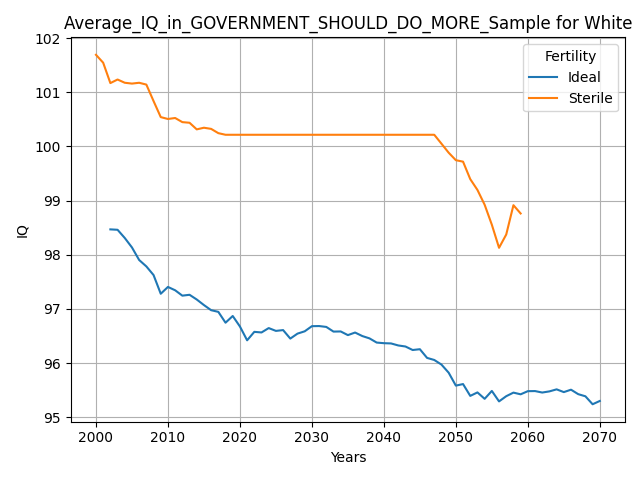 Average_IQ_in_GOVERNMENT_SHOULD_DO_MORE_Sample for White
102
101
100
99
98
97
96
95
IQ
Fertility
Ideal
Sterile
2000 2010 2020 2030 2040 2050 2060 2070
Years